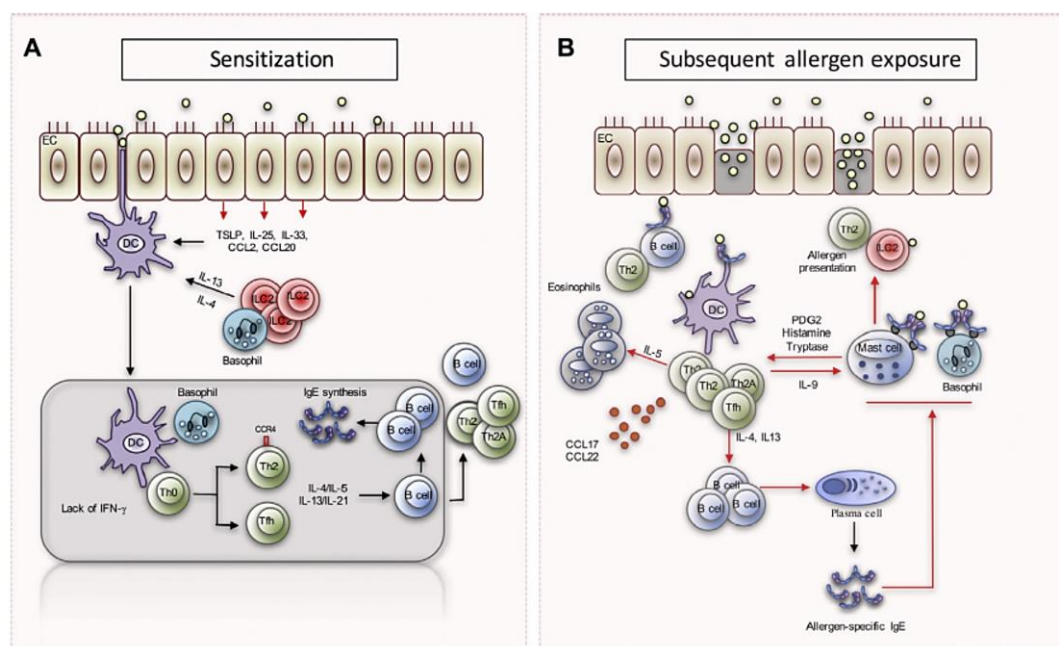 A
Sensitization
EC
DC
TSLP, IL-25, IL-33,
CCL2, CCL20
IL-13
IL-4
ILC2
ILC2
ILC2
Basophil
Basophil
DC
Th0
Lack of IFN-γ
CCR4
Th2
Tfh
IgE synthesis
IL-4/IL-5
IL-13/IL-21
B cell
B cell
B cell
B cell
Th2
Tfh
Th2A
B
Subsequent allergen exposure
EC
B cell
Th2
Eosinophils
DC
IL-5
Th2
Th2
Th2A
Tfh
CCL17
CCL22
IL-4, IL13
B cell
B cell
B cell
Th2
ILC2
Allergen
presentation
PDG2
Histamine
Tryptase
IL-9
Mast cell
Basophil
Plasma cell
Allergen-specific IgE